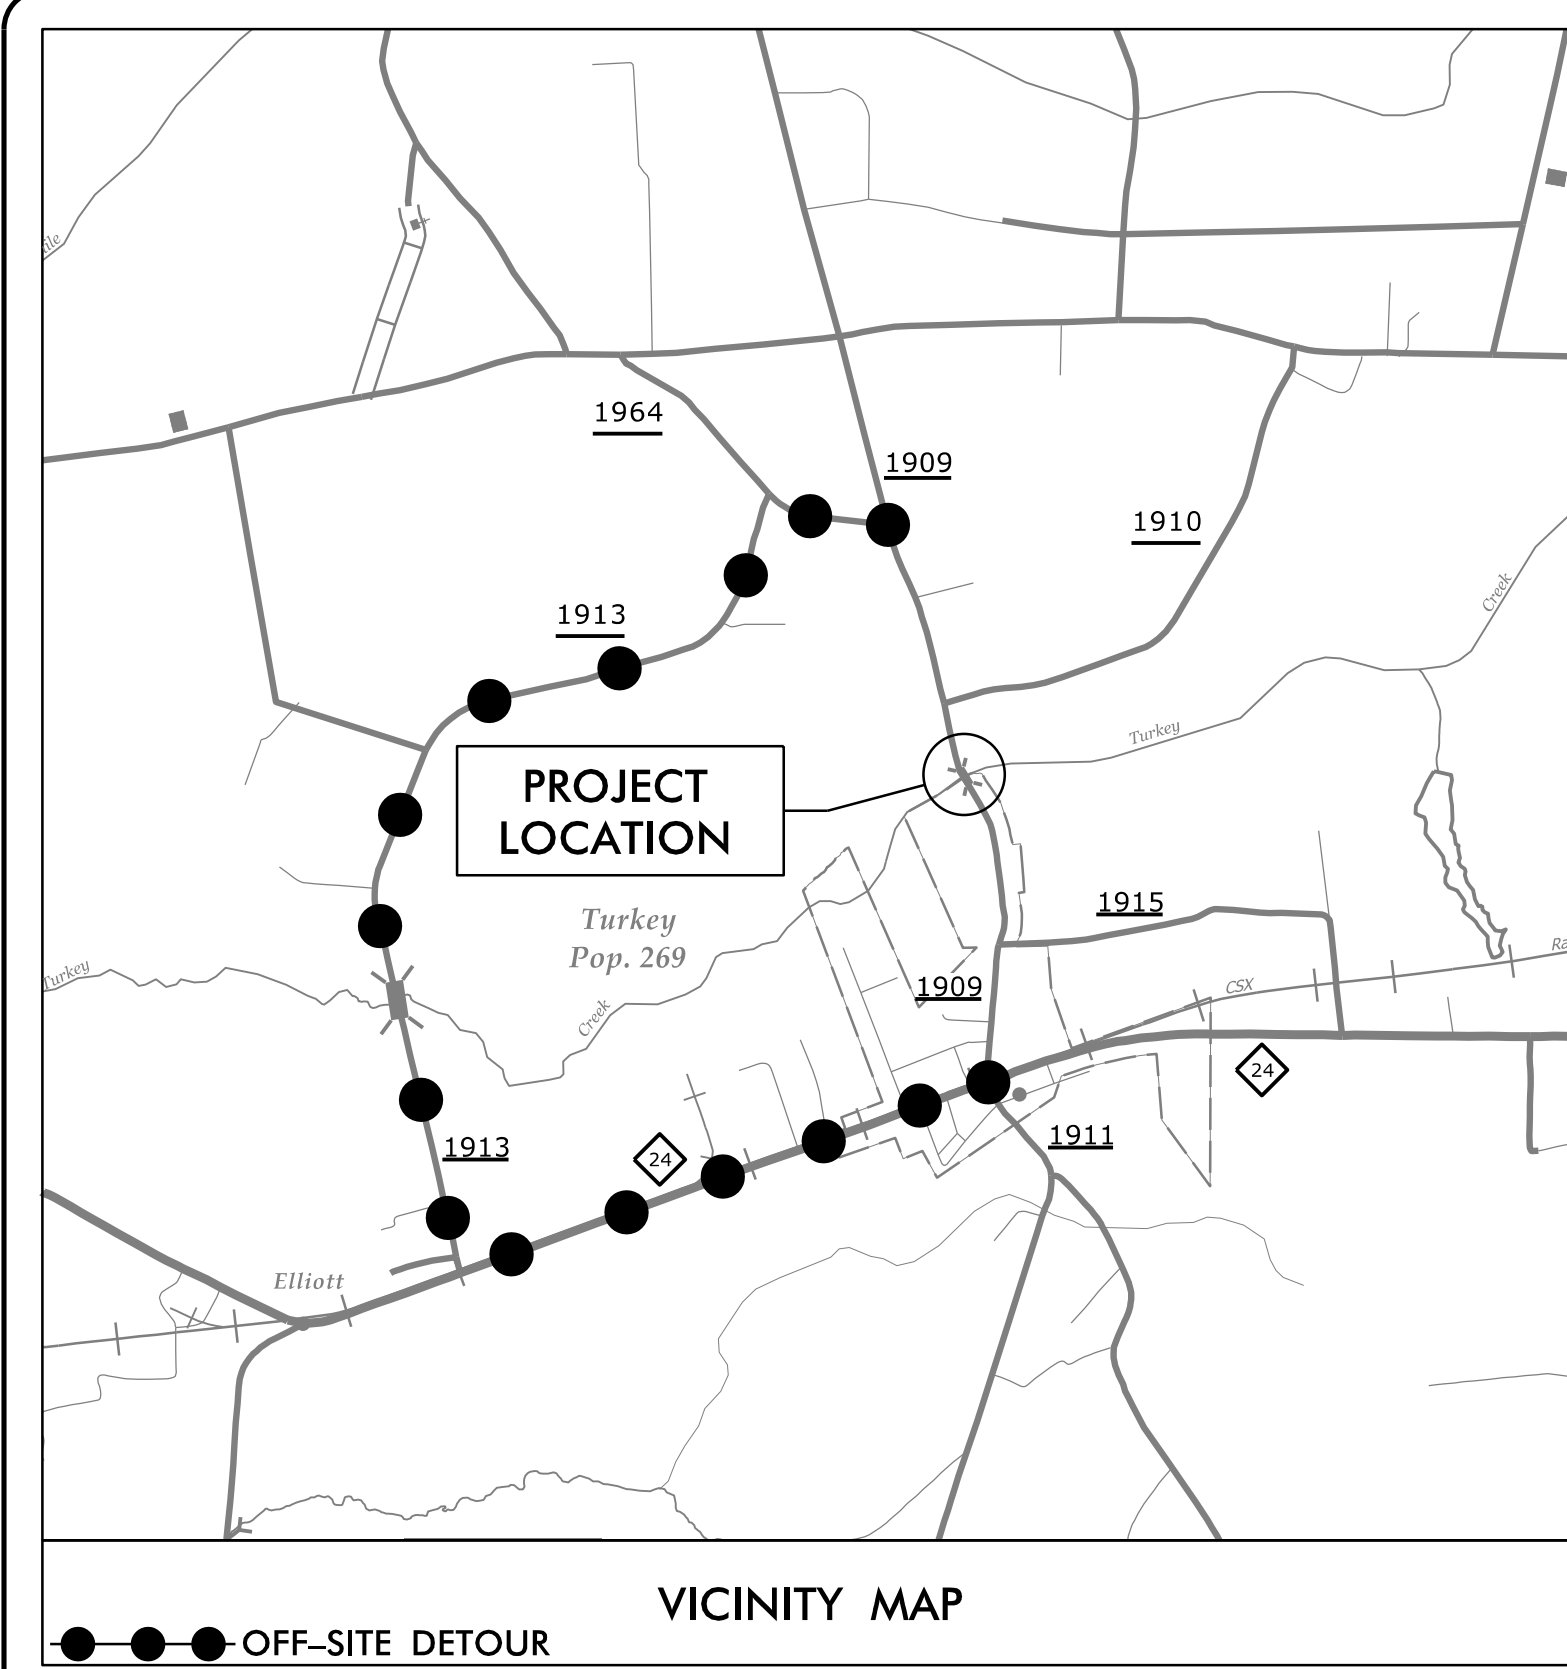 1964
1909
1910
Creek
1913
Turkey
PROJECT
LOCATION
1915
Turkey
Pop. 269
Turkey
1909
CSX
Creek
24
1911
1913
24
Elliott
VICINITY MAP
OFF–SITE DETOUR